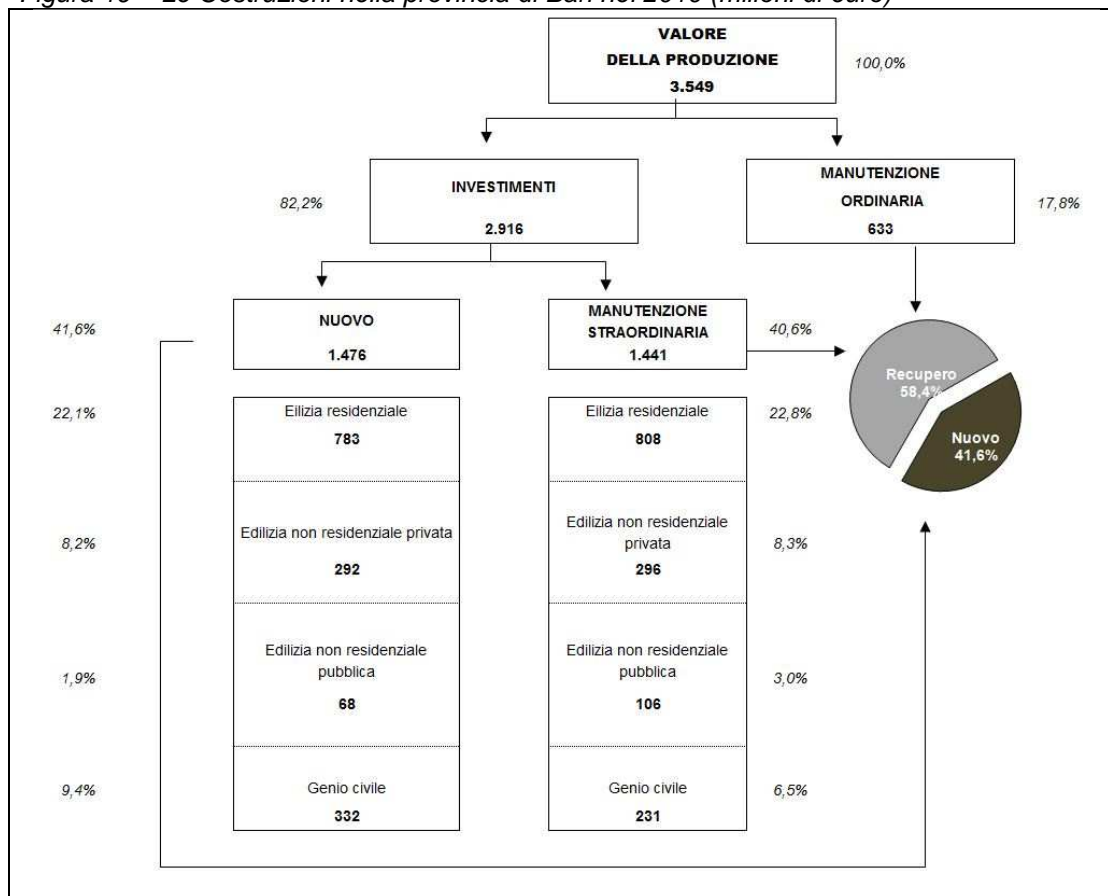 VALORE
DELLA PRODUZIONE
3.549
100,0%
INVESTIMENTI
2.916
82,2%
MANUTENZIONE
ORDINARIA
633
17,8%
41,6%
NUOVO
1.476
MANUTENZIONE
STRAORDINARIA
1.441
40,6%
22,1%
Eilizia residenziale
783
Eilizia residenziale
808
22,8%
Recupero
58,4%
Nuovo
41,6%
8,2%
Edilizia non residenziale privata
292
Edilizia non residenziale
privata
296
8,3%
1,9%
Edilizia non residenziale
pubblica
68
Edilizia non residenziale
pubblica
106
3,0%
9,4%
Genio civile
332
Genio civile
231
6,5%